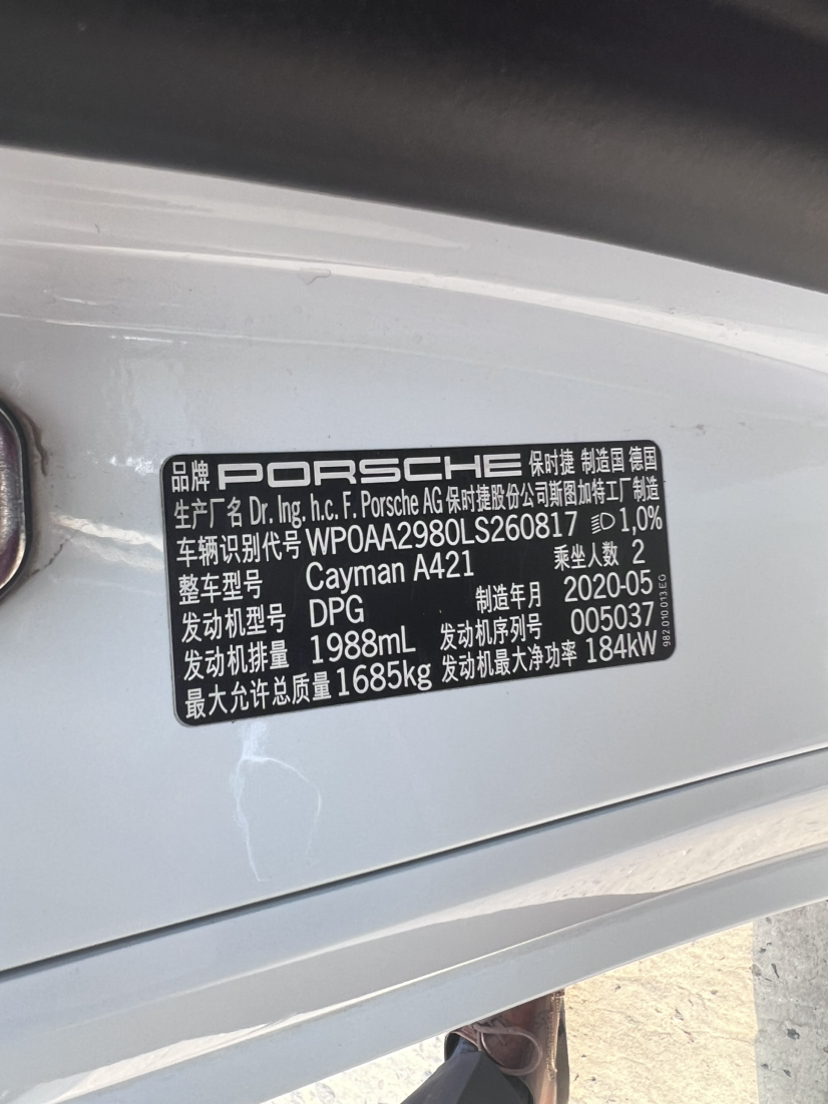 品牌 PORSCHE 保时捷 制造国 德国
生产厂名 Dr. Ing. h.c. F. Porsche AG 保时捷股份公司斯图加特工厂制造
车辆识别代号 WP0AA2980LS260817 1,0%
整车型号 Cayman A421 乘坐人数 2
发动机型号 DPG 制造年月 2020-05
发动机排量 1988mL 发动机序列号 005037
最大允许总质量 1685kg 发动机最大净功率 184kW
982 010 013 EG